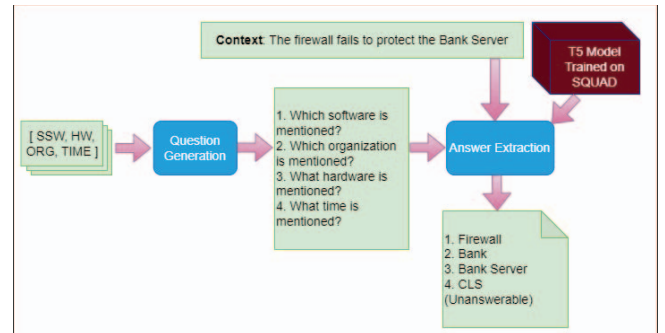 Context: The firewall fails to protect the Bank Server
T5 Model
Trained on
SQUAD
[ SSW, HW,
ORG, TIME ]
Question
Generation
1. Which software is
mentioned?
2. Which organization
is mentioned?
3. What hardware is
mentioned?
4. What time is
mentioned?
Answer Extraction
1. Firewall
2. Bank
3. Bank Server
4. CLS
(Unanswerable)